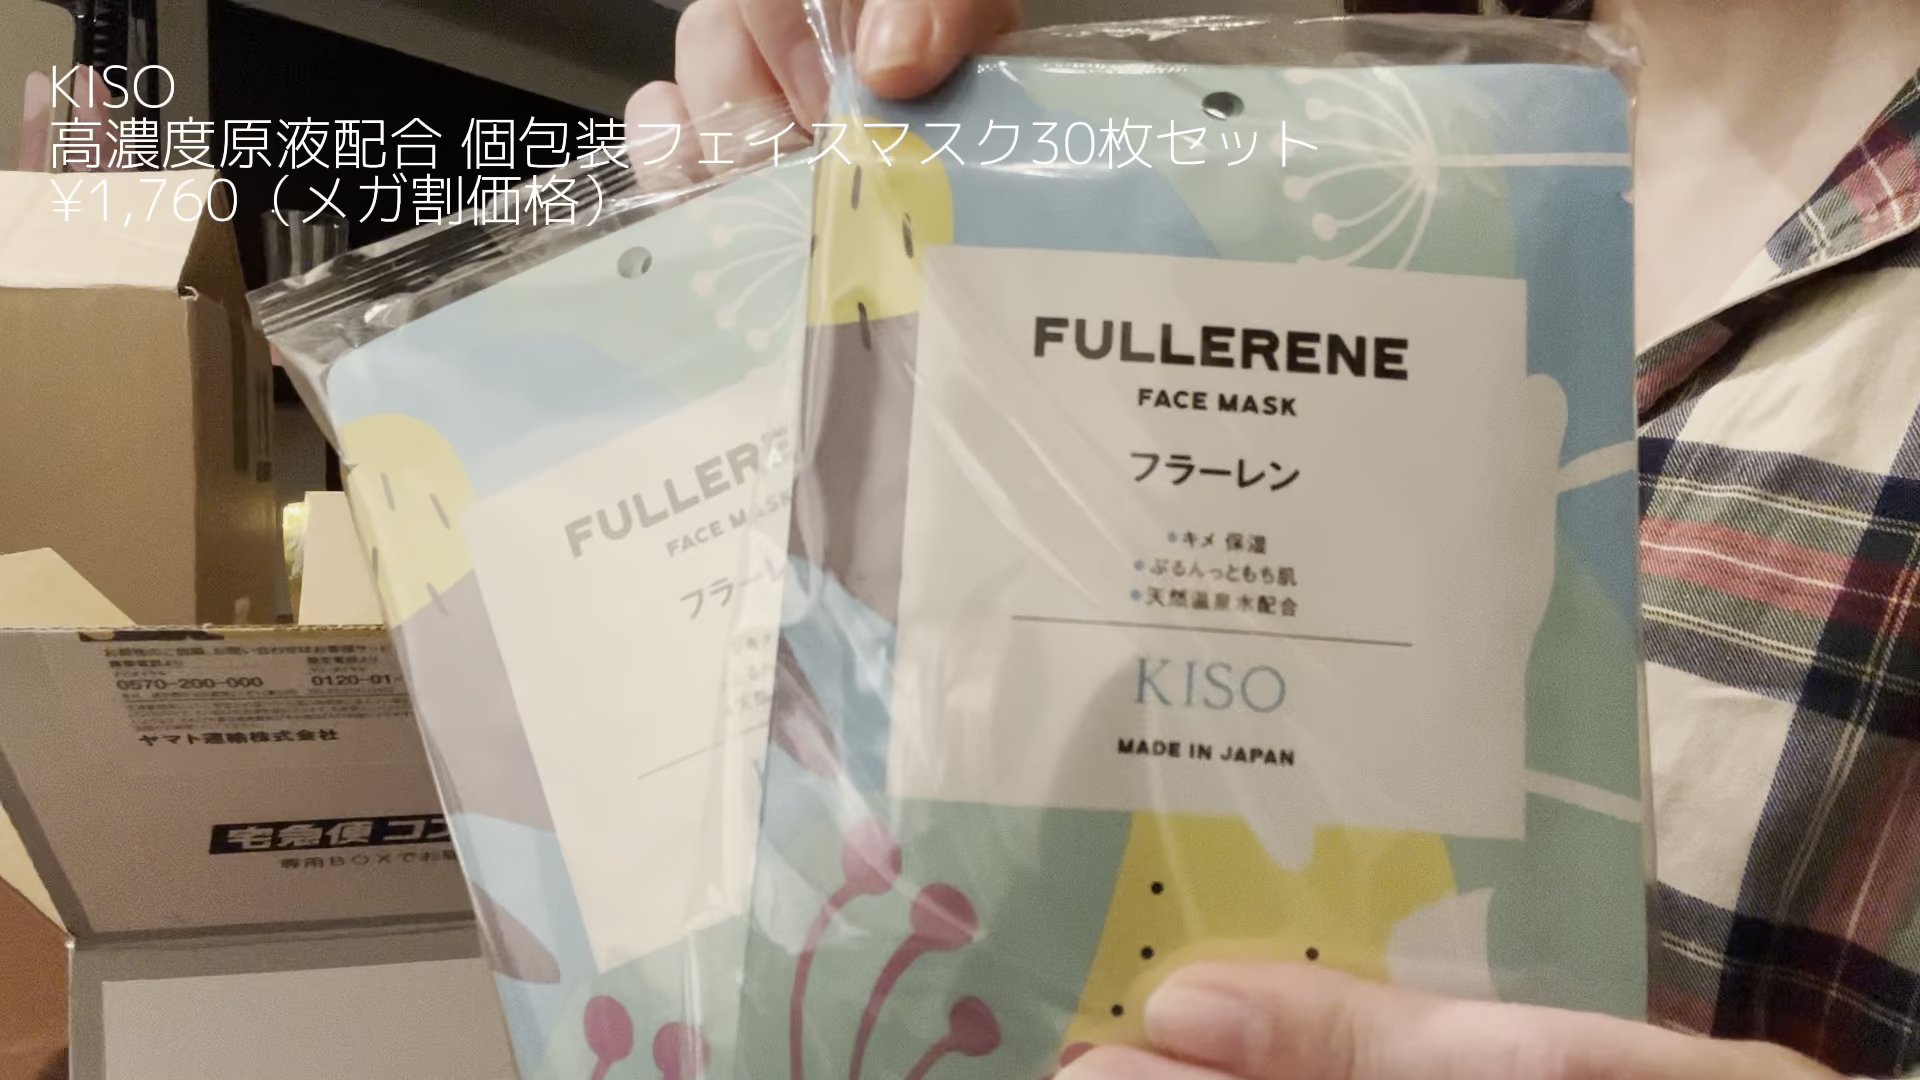 KISO
高濃度原液配合 個包装フェイスマスク30枚セット
¥1,760（メガ割価格）
FULLERENE
FACE MASK
フラーレン
•キメ 保湿
•ぷるんっともち肌
•天然温泉水配合
KISO
MADE IN JAPAN
FULLERE
FACE MASK
フラーレ
0570-200-000
0120-01-
ヤマト運輸株式会社
宅急便 コン
専用BOXでお